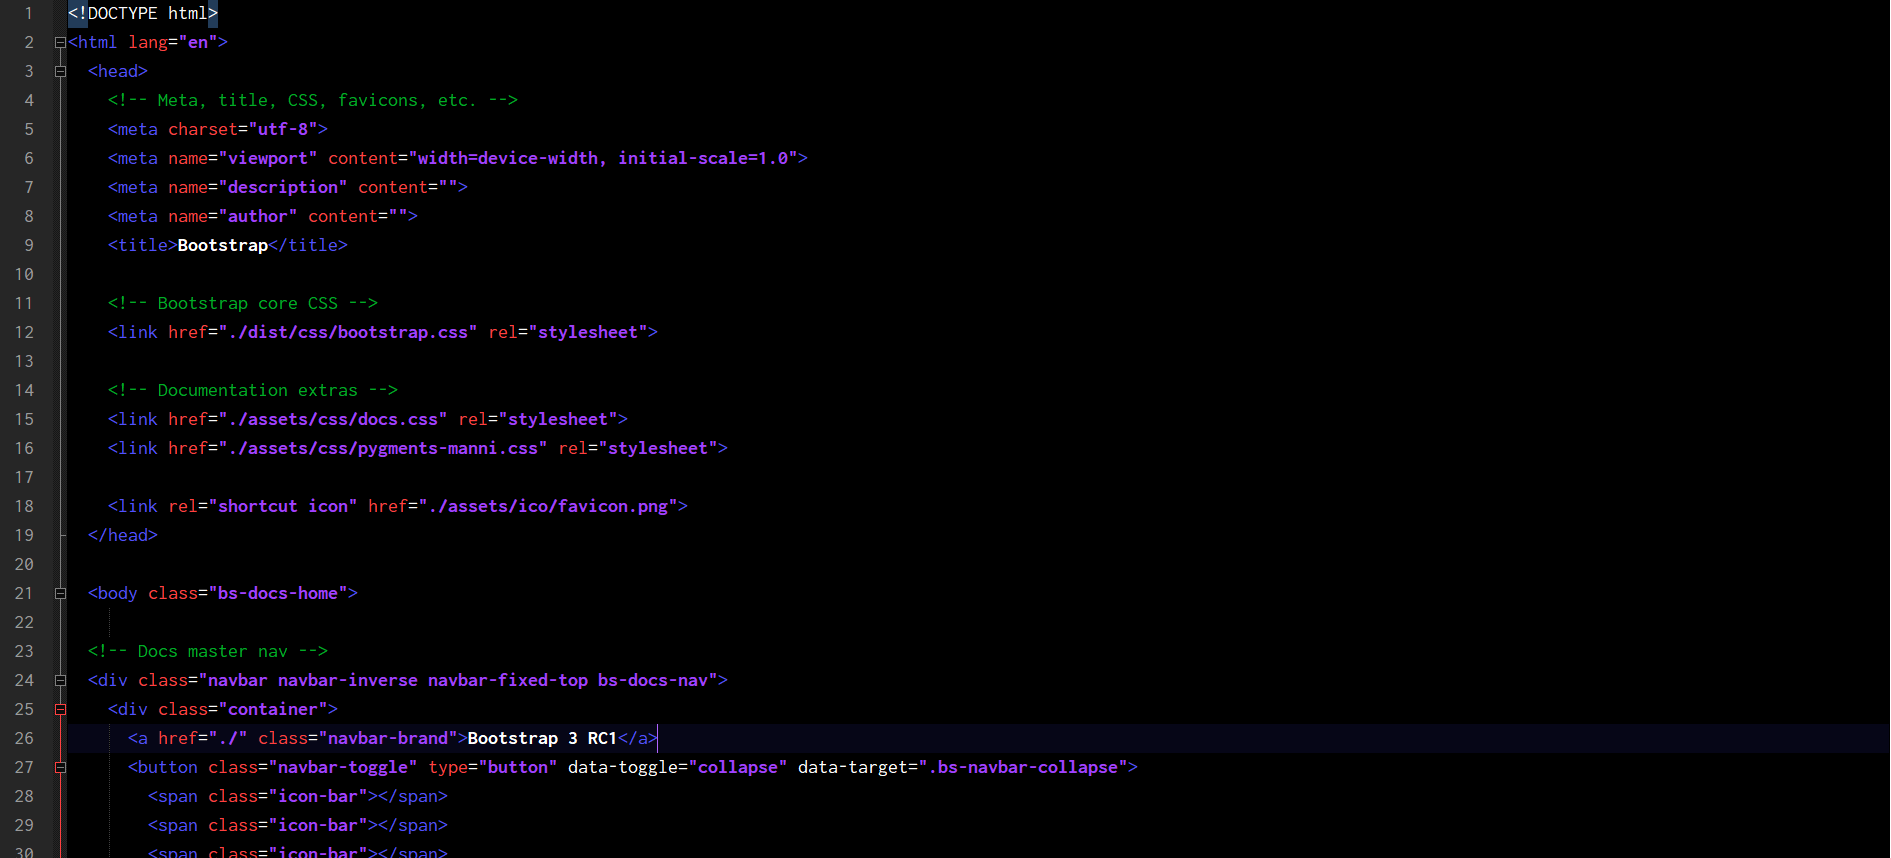 1 <!DOCTYPE html>
2 <html lang="en">
3 <head>
4 <!-- Meta, title, CSS, favicons, etc. -->
5 <meta charset="utf-8">
6 <meta name="viewport" content="width=device-width, initial-scale=1.0">
7 <meta name="description" content="">
8 <meta name="author" content="">
9 <title>Bootstrap</title>
10
11 <!-- Bootstrap core CSS -->
12 <link href="./dist/css/bootstrap.css" rel="stylesheet">
13
14 <!-- Documentation extras -->
15 <link href="./assets/css/docs.css" rel="stylesheet">
16 <link href="./assets/css/pygments-manni.css" rel="stylesheet">
17
18 <link rel="shortcut icon" href="./assets/ico/favicon.png">
19 </head>
20
21 <body class="bs-docs-home">
22
23 <!-- Docs master nav -->
24 <div class="navbar navbar-inverse navbar-fixed-top bs-docs-nav">
25 <div class="container">
26 <a href="./" class="navbar-brand">Bootstrap 3 RC1</a>
27 <button class="navbar-toggle" type="button" data-toggle="collapse" data-target=".bs-navbar-collapse">
28 <span class="icon-bar"></span>
29 <span class="icon-bar"></span>
30 <span class="icon-bar"></span>